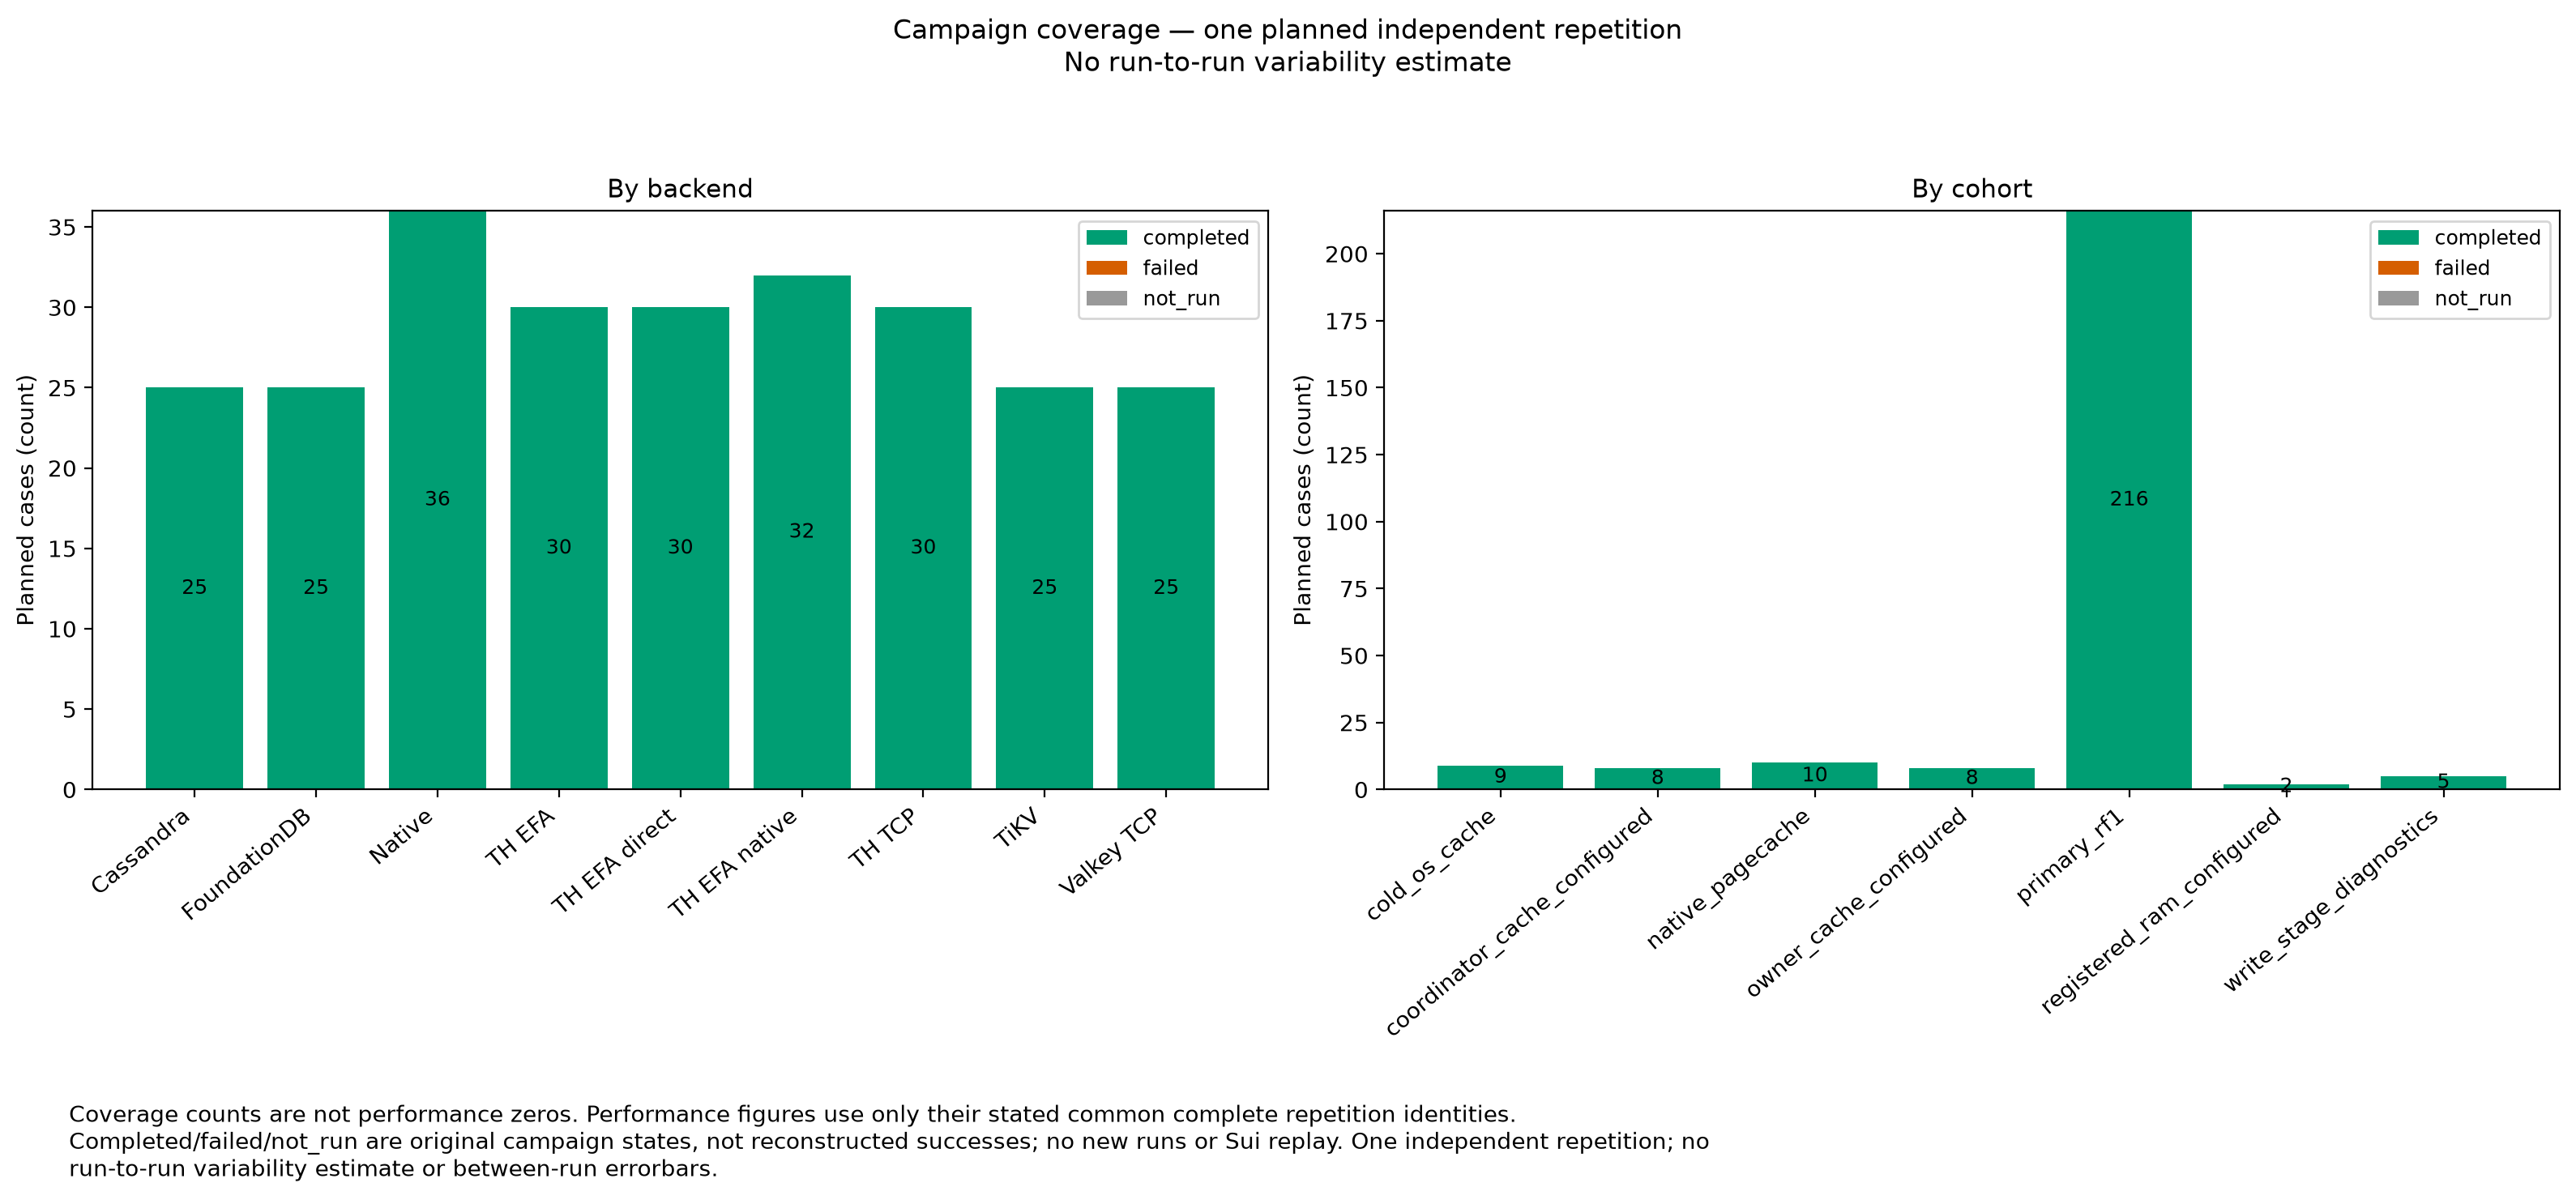 Campaign coverage — one planned independent repetition
No run-to-run variability estimate
By backend
Planned cases (count)
35
30
25
20
15
10
5
0
25
25
36
30
30
32
30
25
25
completed
failed
not_run
Cassandra
FoundationDB
Native
TH EFA
TH EFA direct
TH EFA native
TH TCP
TiKV
Valkey TCP
By cohort
Planned cases (count)
200
175
150
125
100
75
50
25
0
9
8
10
8
216
2
5
completed
failed
not_run
cold_os_cache
coordinator_cache_configured
native_pagecache
owner_cache_configured
primary_rf1
registered_ram_configured
write_stage_diagnostics
Coverage counts are not performance zeros. Performance figures use only their stated common complete repetition identities.
Completed/failed/not_run are original campaign states, not reconstructed successes; no new runs or Sui replay. One independent repetition; no
run-to-run variability estimate or between-run errorbars.